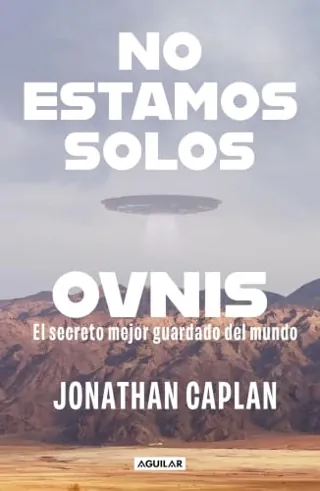 NO
ESTAMOS
SOLOS
OVNIS
El secreto mejor guardado del mundo
JONATHAN CAPLAN
AGUILAR